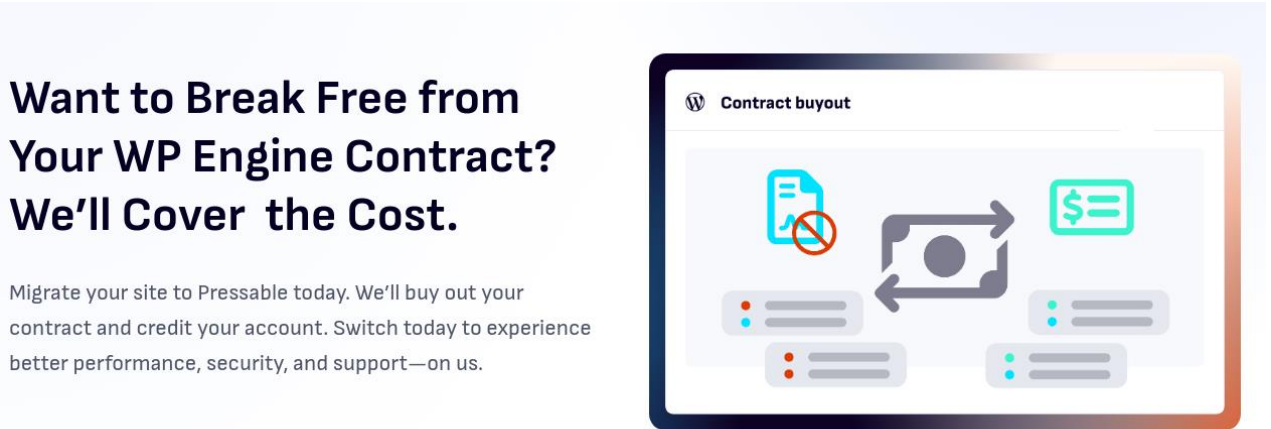 Want to Break Free from
Your WP Engine Contract?
We’ll Cover the Cost.
Migrate your site to Pressable today. We’ll buy out your
contract and credit your account. Switch today to experience
better performance, security, and support—on us.
Contract buyout